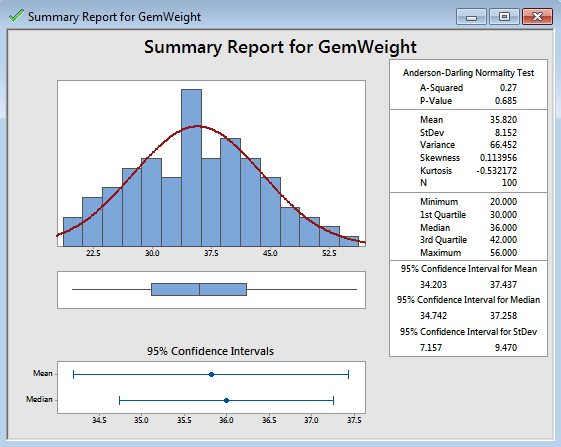 Summary Report for GemWeight
Summary Report for GemWeight
22.5 30.0 37.5 45.0 52.5
95% Confidence Intervals
Mean
Median
34.5 35.0 35.5 36.0 36.5 37.0 37.5
Anderson-Darling Normality Test
A-Squared 0.27
P-Value 0.685
Mean 35.820
StDev 8.152
Variance 66.452
Skewness 0.113956
Kurtosis -0.532172
N 100
Minimum 20.000
1st Quartile 30.000
Median 36.000
3rd Quartile 42.000
Maximum 56.000
95% Confidence Interval for Mean
34.203 37.437
95% Confidence Interval for Median
34.742 37.258
95% Confidence Interval for StDev
7.157 9.470